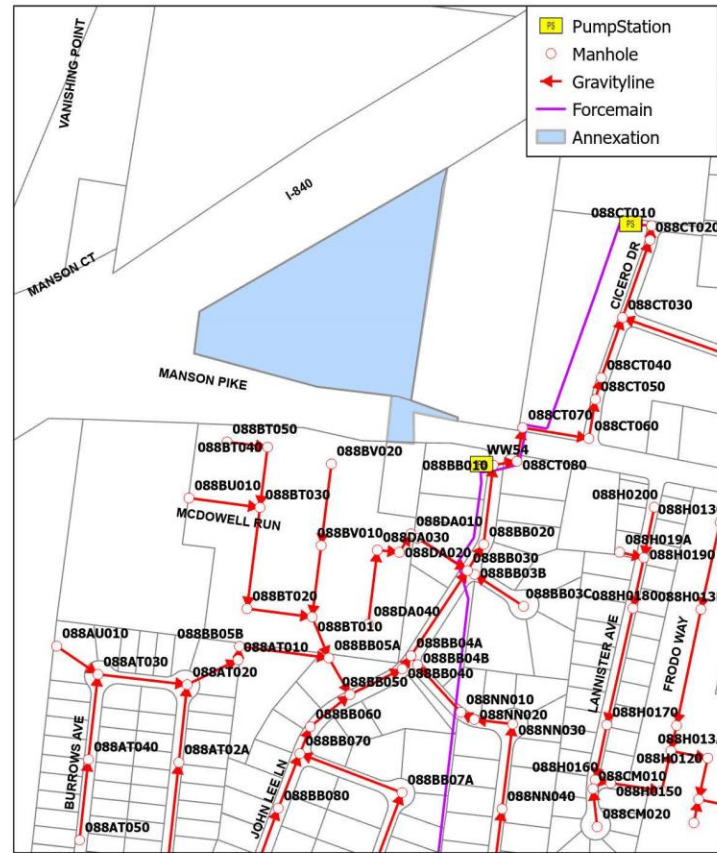 PS PumpStation
Manhole
Gravityline
Forcemain
Annexation
VANISHING POINT
I-840
MANSON CT
MANSON PIKE
088CT010
088CT020
CICERO DR
088CT030
088CT040
088CT050
088CT070
088CT060
088BT050
088BT040
088BV020
088BB010
WW54
088CT080
088BU010
088BT030
MCDOWELL RUN
088BV010
088DA010
088DA030
088DA020
088BB020
088BB030
088BB03B
088BB03C
088H0200
088H019A
088H0190
088H0180
088BT020
088BT010
088DA040
088AU010
088BB05B
088AT010
088BB05A
088BB04A
088BB04B
088BB040
088AT030
088AT020
088BB050
LANNISTER AVE
FRODO WAY
088NN010
088NN020
088NN030
088H0170
088BB060
088BB070
BURROWS AVE
088AT040
088AT02A
JOHN LEE LN
088BB07A
088BB080
088NN040
088H0160
088CM010
088H0150
088H0120
088CM020
088AT050
PS